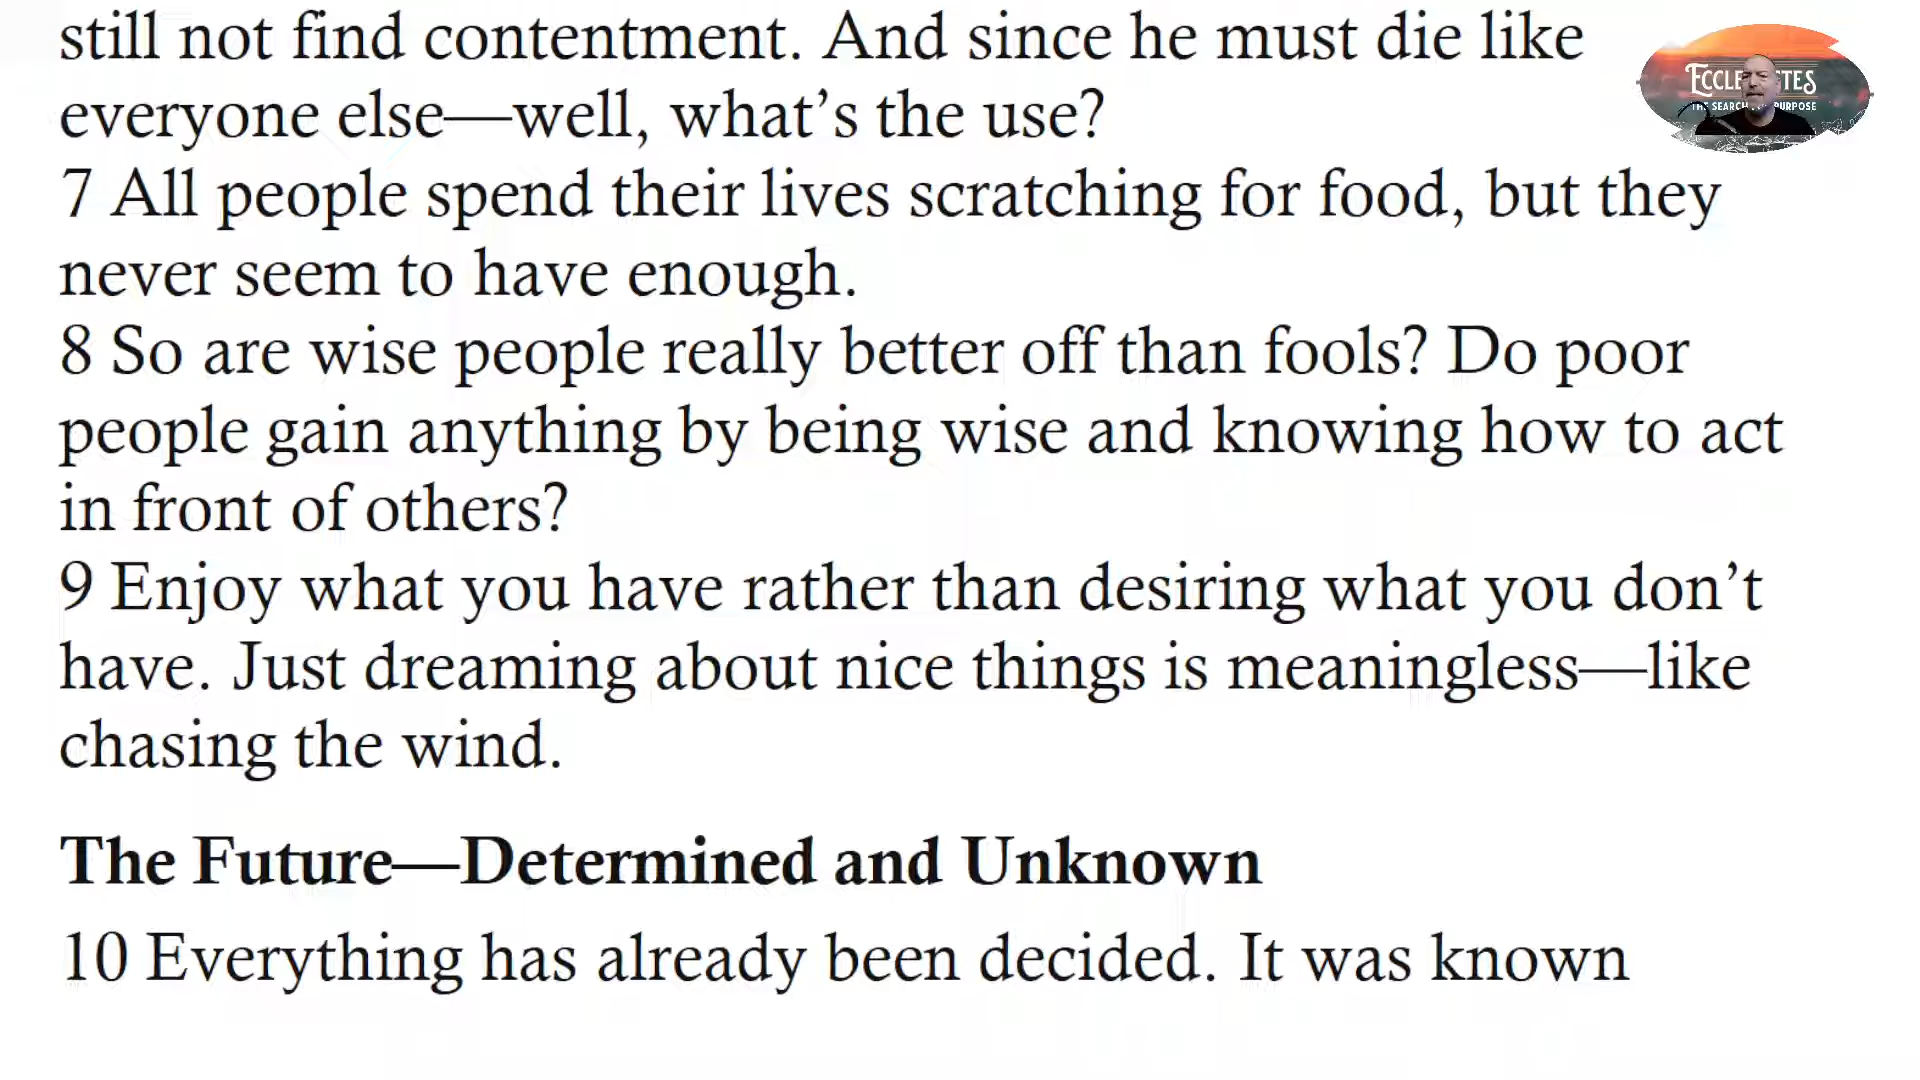 still not find contentment. And since he must die like
everyone else—well, what’s the use?
7 All people spend their lives scratching for food, but they
never seem to have enough.
8 So are wise people really better off than fools? Do poor
people gain anything by being wise and knowing how to act
in front of others?
9 Enjoy what you have rather than desiring what you don’t
have. Just dreaming about nice things is meaningless—like
chasing the wind.
The Future—Determined and Unknown
10 Everything has already been decided. It was known
THE SEARCH PURPOSE